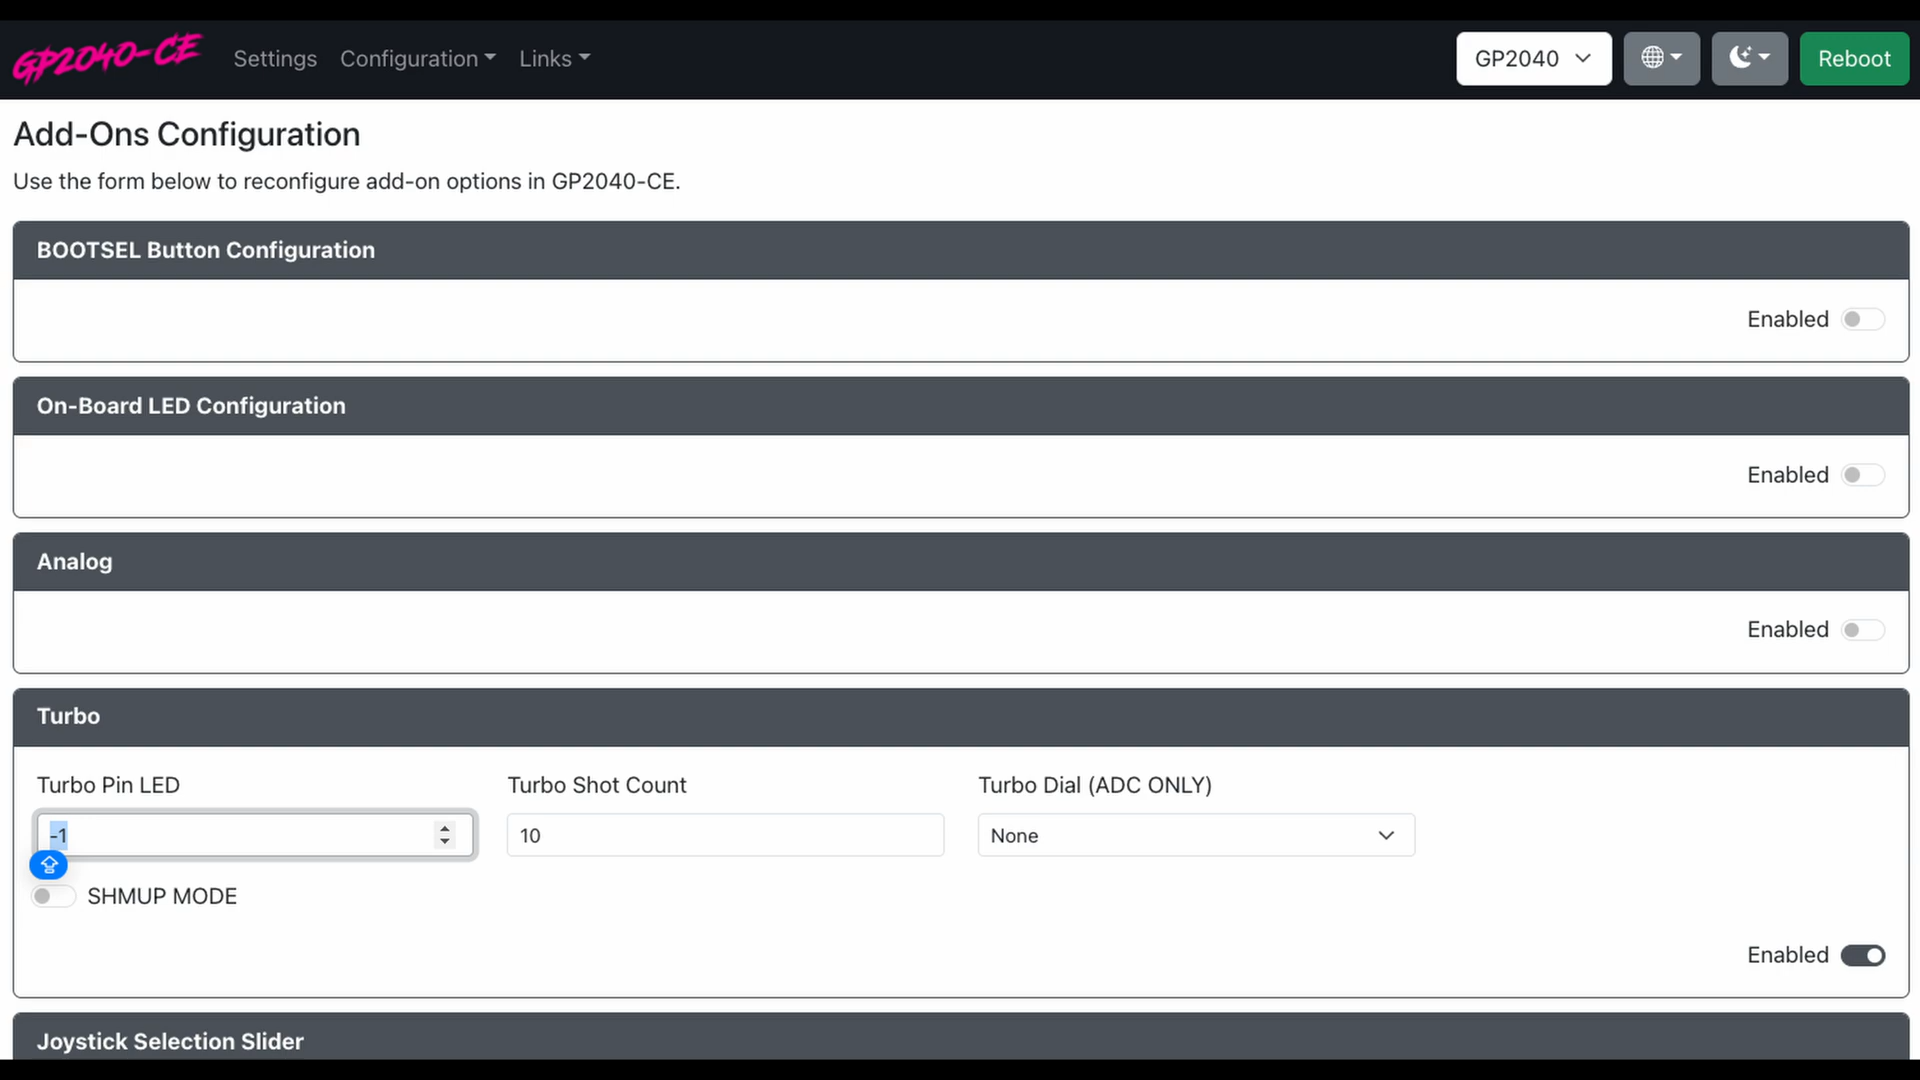 GP2040-CE Settings Configuration Links GP2040 Reboot
Add-Ons Configuration
Use the form below to reconfigure add-on options in GP2040-CE.
BOOTSEL Button Configuration
Enabled
On-Board LED Configuration
Enabled
Analog
Enabled
Turbo
Turbo Pin LED Turbo Shot Count Turbo Dial (ADC ONLY)
-1 10 None
SHMUP MODE
Enabled
Joystick Selection Slider